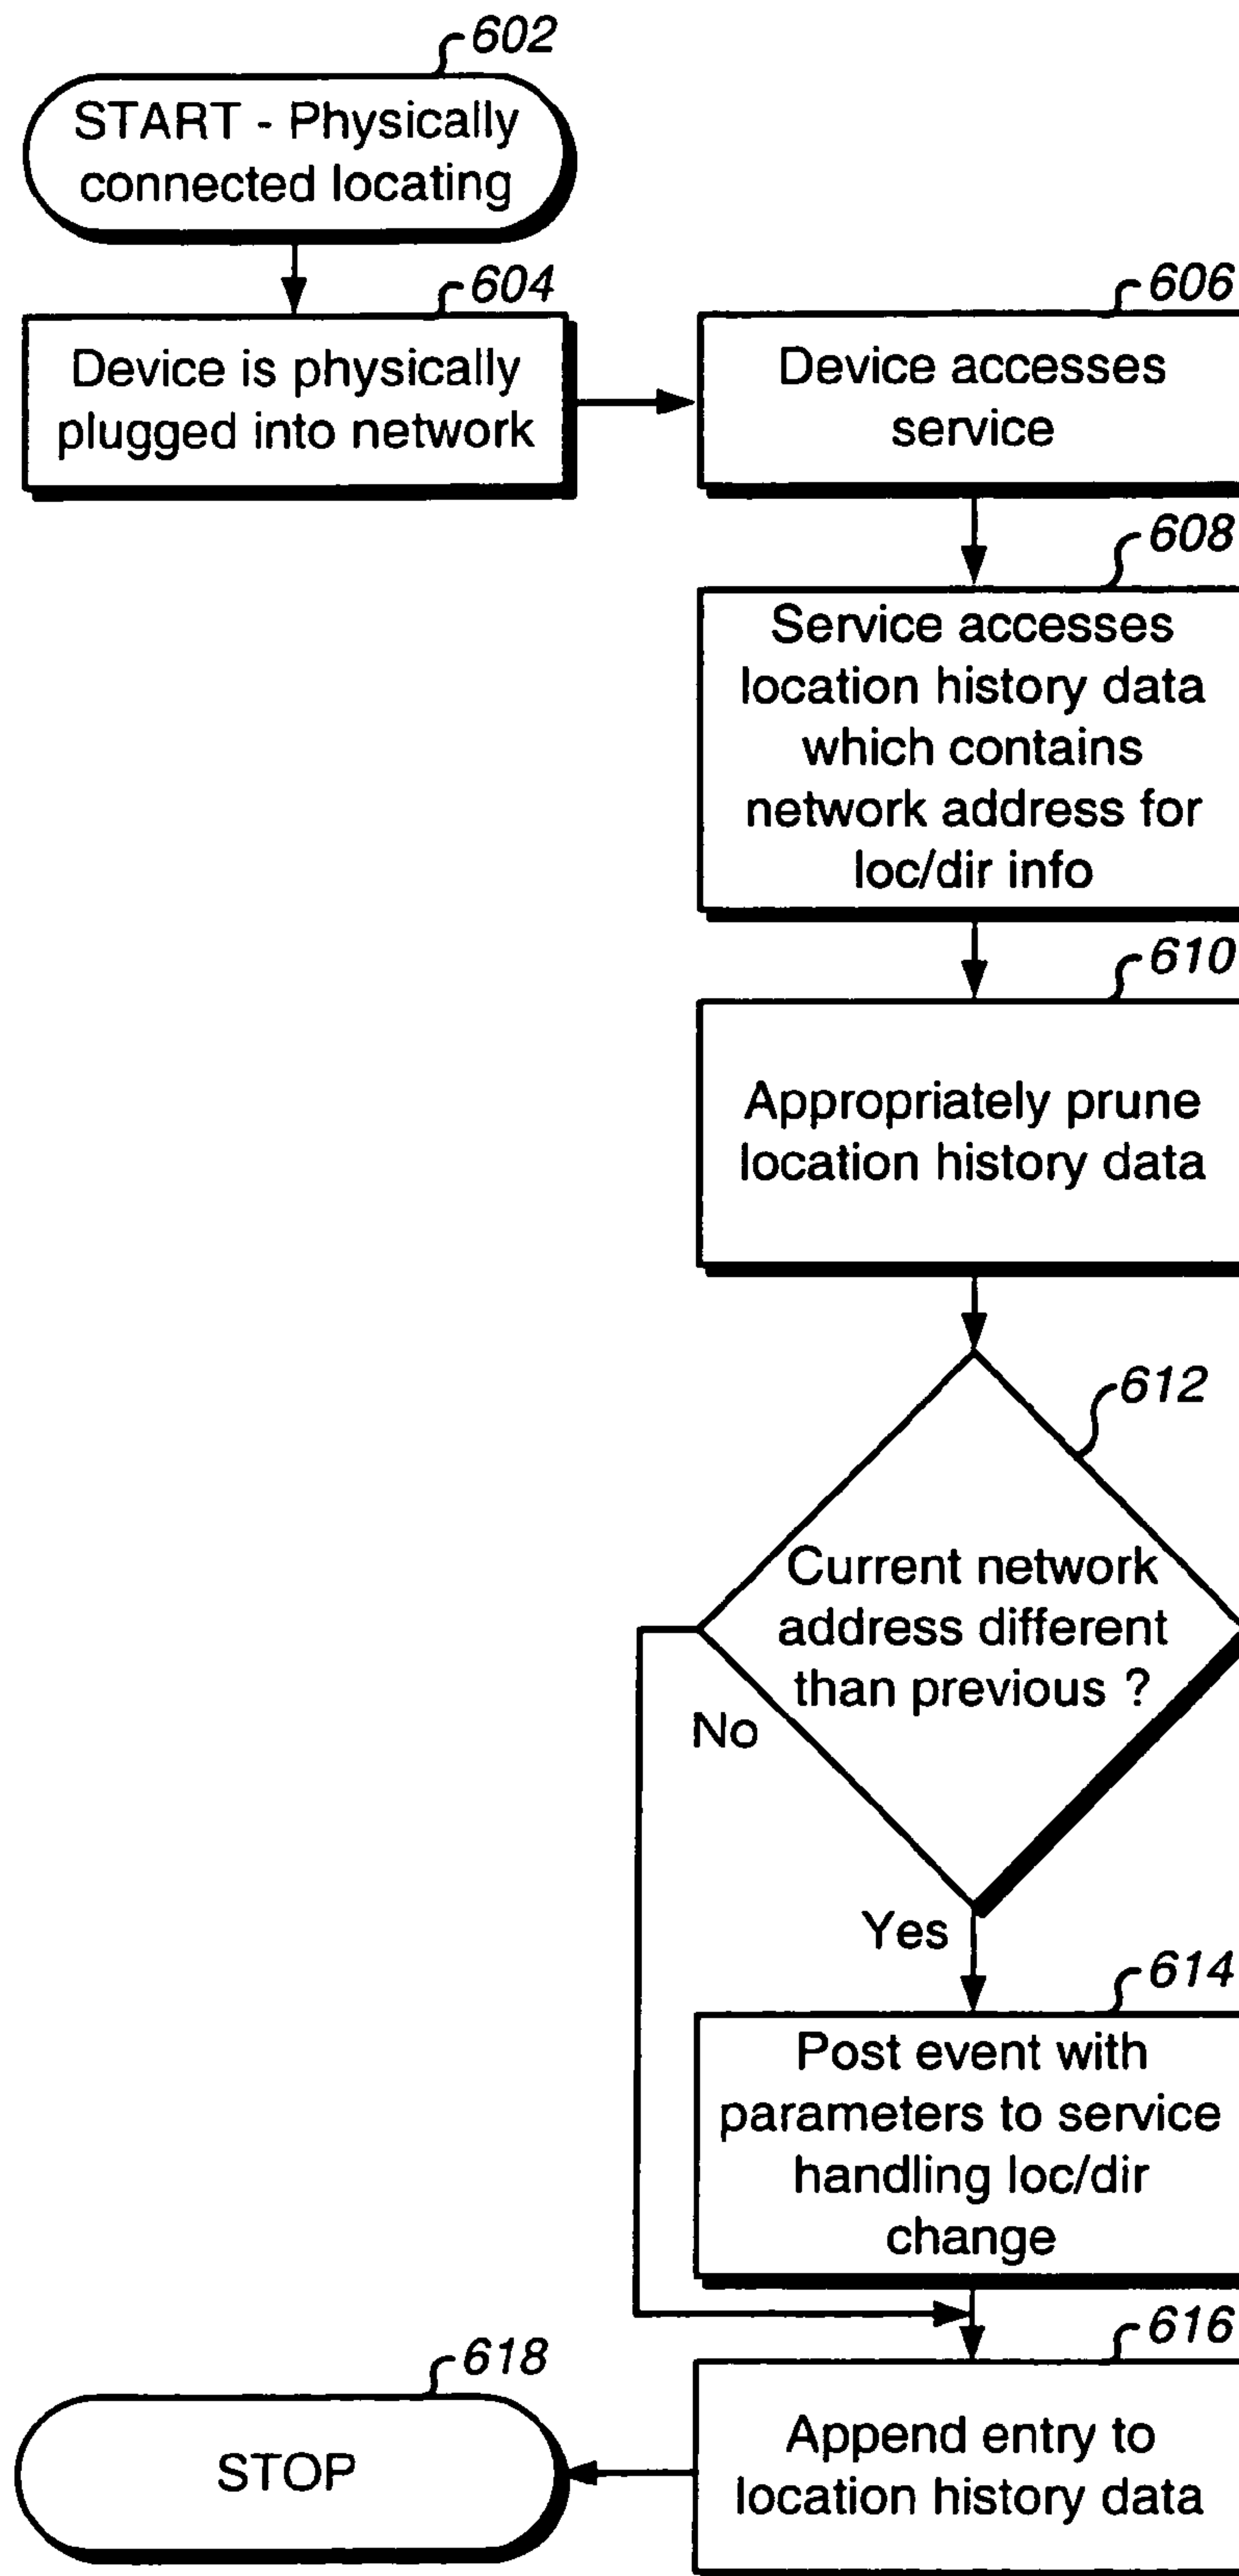 602
START - Physically
connected locating
604
Device is physically
plugged into network
606
Device accesses
service
608
Service accesses
location history data
which contains
network address for
loc/dir info
610
Appropriately prune
location history data
612
Current network
address different
than previous ?
No
Yes
614
Post event with
parameters to service
handling loc/dir
change
616
Append entry to
location history data
618
STOP